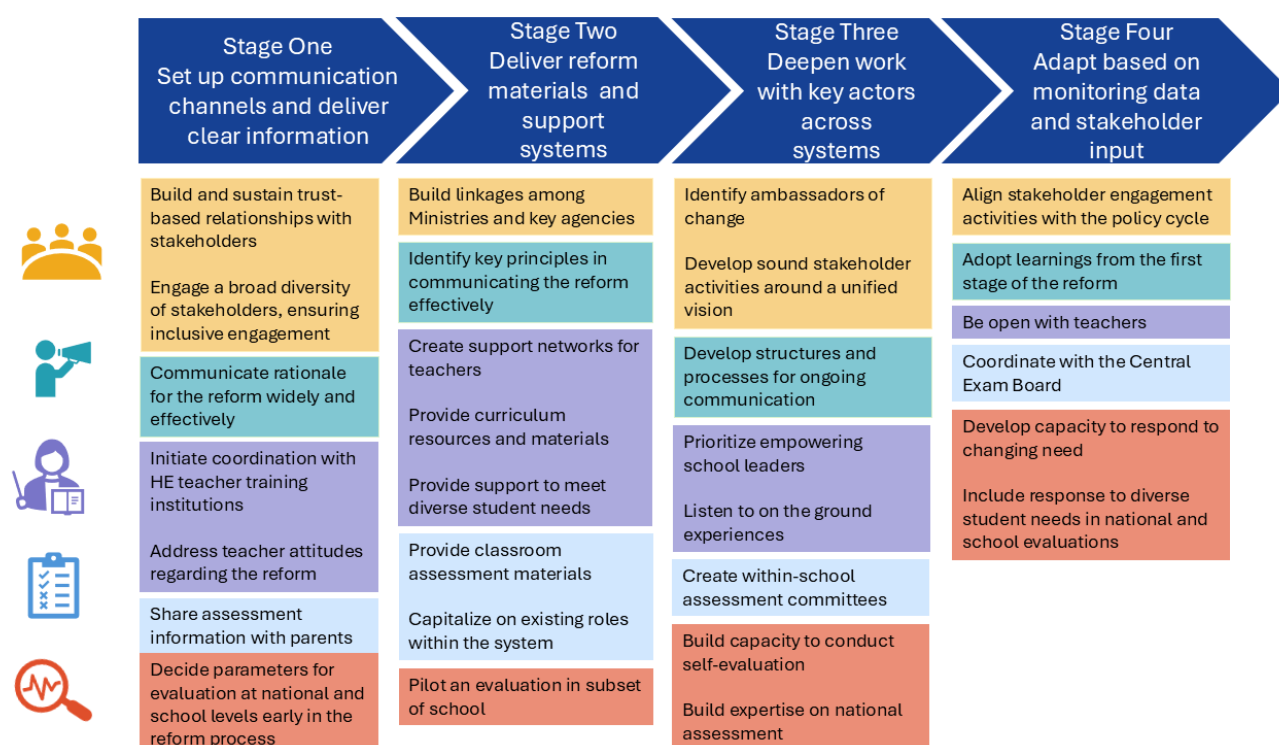 Stage One
Set up communication
channels and deliver
clear information
Stage Two
Deliver reform
materials and
support
systems
Stage Three
Deepen work
with key actors
across
systems
Stage Four
Adapt based on
monitoring data
and stakeholder
input
Build and sustain trust-
based relationships with
stakeholders
Engage a broad diversity
of stakeholders, ensuring
inclusive engagement
Communicate rationale
for the reform widely and
effectively
Initiate coordination with
HE teacher training
institutions
Address teacher attitudes
regarding the reform
Share assessment
information with parents
Decide parameters for
evaluation at national and
school levels early in the
reform process
Build linkages among
Ministries and key agencies
Identify key principles in
communicating the reform
effectively
Create support networks for
teachers
Provide curriculum
resources and materials
Provide support to meet
diverse student needs
Provide classroom
assessment materials
Capitalize on existing roles
within the system
Pilot an evaluation in subset
of school
Identify ambassadors of
change
Develop sound stakeholder
activities around a unified
vision
Develop structures and
processes for ongoing
communication
Prioritize empowering
school leaders
Listen to on the ground
experiences
Create within-school
assessment committees
Build capacity to conduct
self-evaluation
Build expertise on national
assessment
Align stakeholder engagement
activities with the policy cycle
Adopt learnings from the first
stage of the reform
Be open with teachers
Coordinate with the Central
Exam Board
Develop capacity to respond to
changing need
Include response to diverse
student needs in national and
school evaluations